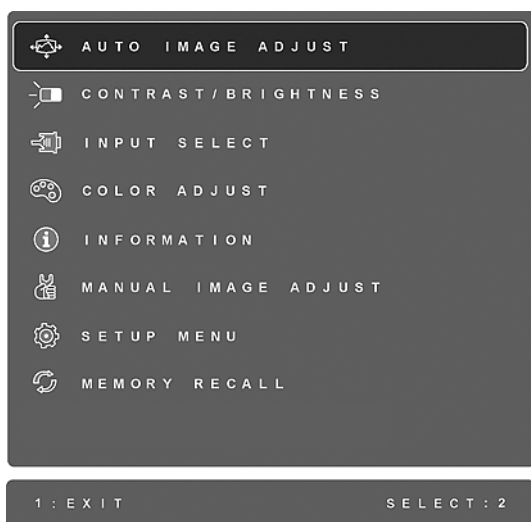 AUTO IMAGE ADJUST
CONTRAST/BRIGHTNESS
INPUT SELECT
COLOR ADJUST
INFORMATION
MANUAL IMAGE ADJUST
SETUP MENU
MEMORY RECALL
1:EXIT SELECT:2